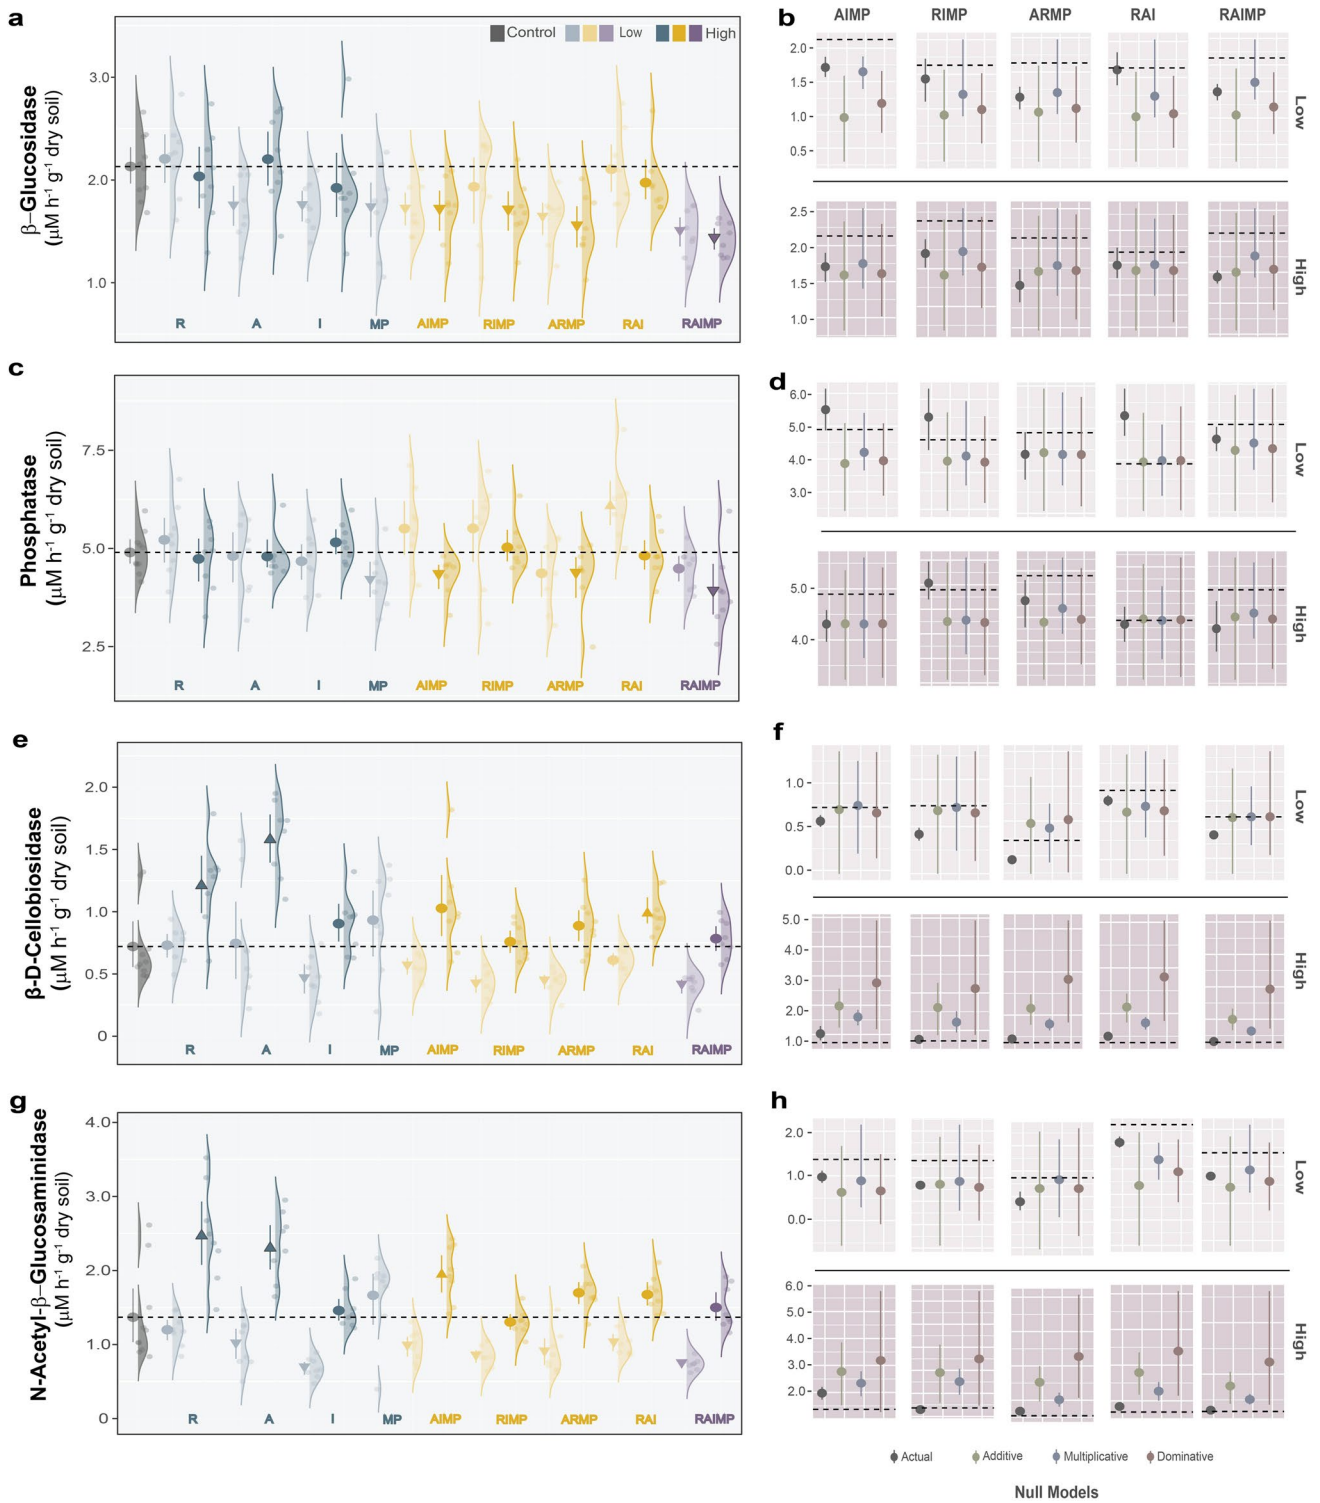 a
Control Low High
β–Glucosidase
(μM h⁻¹ g⁻¹ dry soil)
3.0
2.0
1.0
R A I MP AIMP RIMP ARMP RAI RAIMP
b
AIMP RIMP ARMP RAI RAIMP
2.0
1.5
1.0
0.5
Low
2.5
2.0
1.5
1.0
High
c
Phosphatase
(μM h⁻¹ g⁻¹ dry soil)
7.5
5.0
2.5
R A I MP AIMP RIMP ARMP RAI RAIMP
d
6.0
5.0
4.0
3.0
Low
5.0
4.0
High
e
β-D-Cellobiosidase
(μM h⁻¹ g⁻¹ dry soil)
2.0
1.5
1.0
0.5
0
R A I MP AIMP RIMP ARMP RAI RAIMP
f
1.0
0.5
0.0
Low
5.0
4.0
3.0
2.0
1.0
High
g
N-Acetyl-β–Glucosaminidase
(μM h⁻¹ g⁻¹ dry soil)
4.0
3.0
2.0
1.0
0
R A I MP AIMP RIMP ARMP RAI RAIMP
h
2.0
1.0
0.0
Low
6.0
5.0
4.0
3.0
2.0
High
Actual Additive Multiplicative Dominative
Null Models